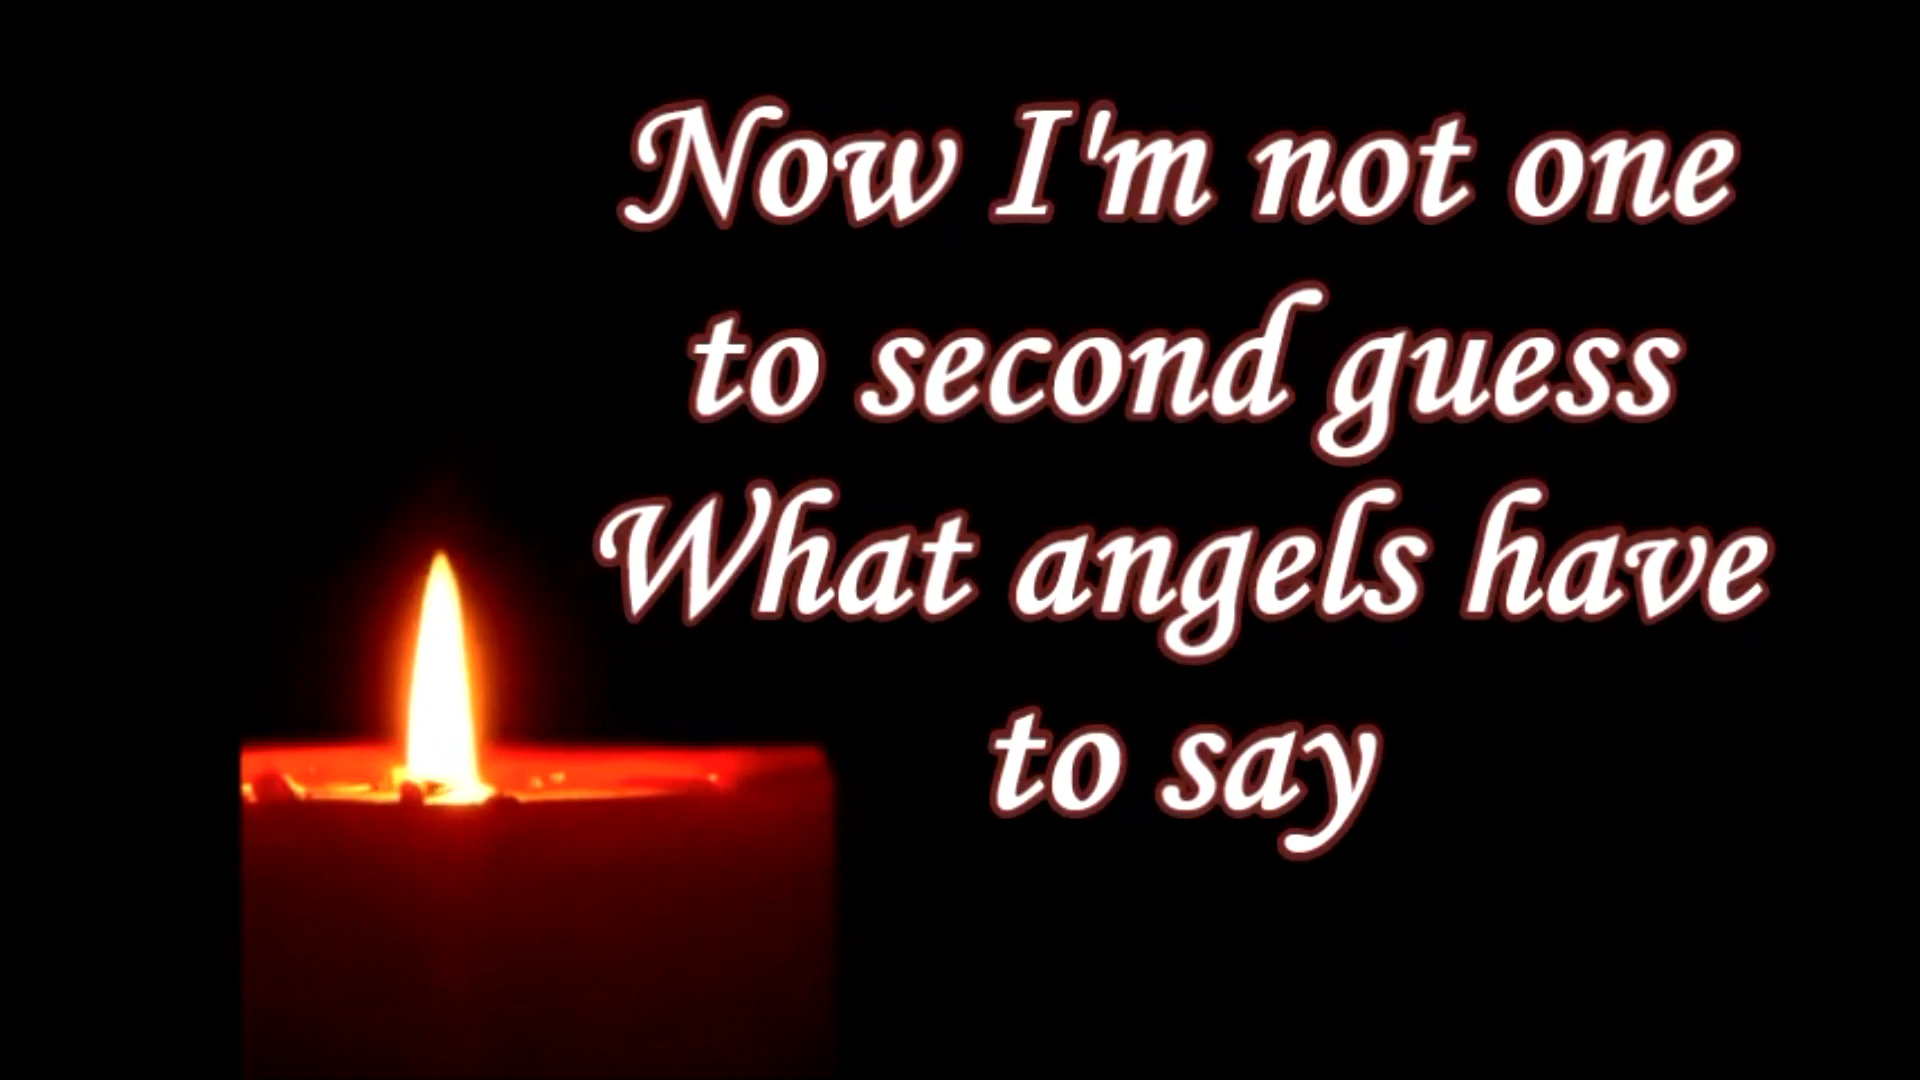 Now I'm not one
to second guess
What angels have
to say